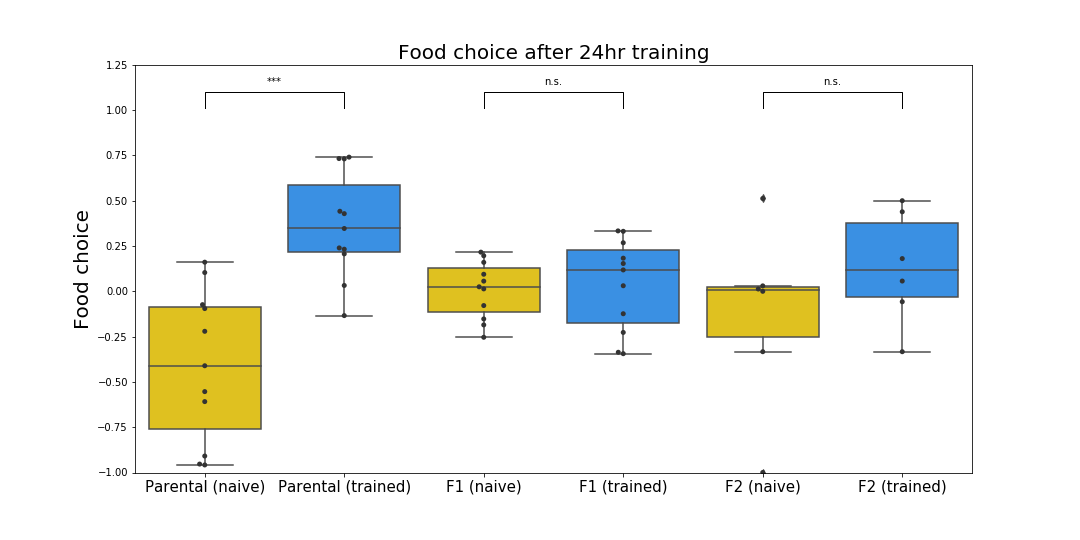 Food choice after 24hr training
1.25
*** n.s. n.s.
1.00
0.75
0.50
0.25
0.00
−0.25
−0.50
−0.75
−1.00
Food choice
Parental (naive) Parental (trained) F1 (naive) F1 (trained) F2 (naive) F2 (trained)